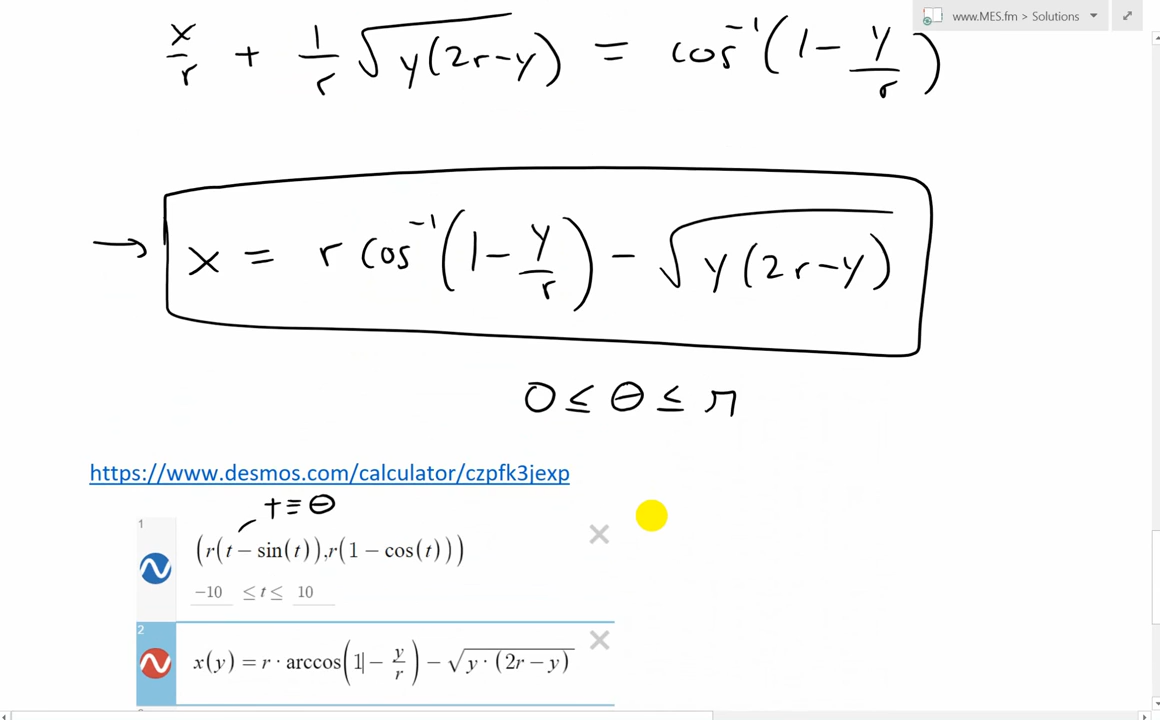 www.MES.fm > Solutions
x/r + 1/r √(y(2r-y)) = cos⁻¹(1 - y/r)
→ x = r cos⁻¹(1 - y/r) - √(y(2r-y))
0 ≤ θ ≤ π
https://www.desmos.com/calculator/czpfk3jexp
t ≡ θ
1
(r(t - sin(t)),r(1 - cos(t)))
-10 ≤ t ≤ 10
2
x(y) = r · arccos(1 - y/r) - √(y · (2r - y))